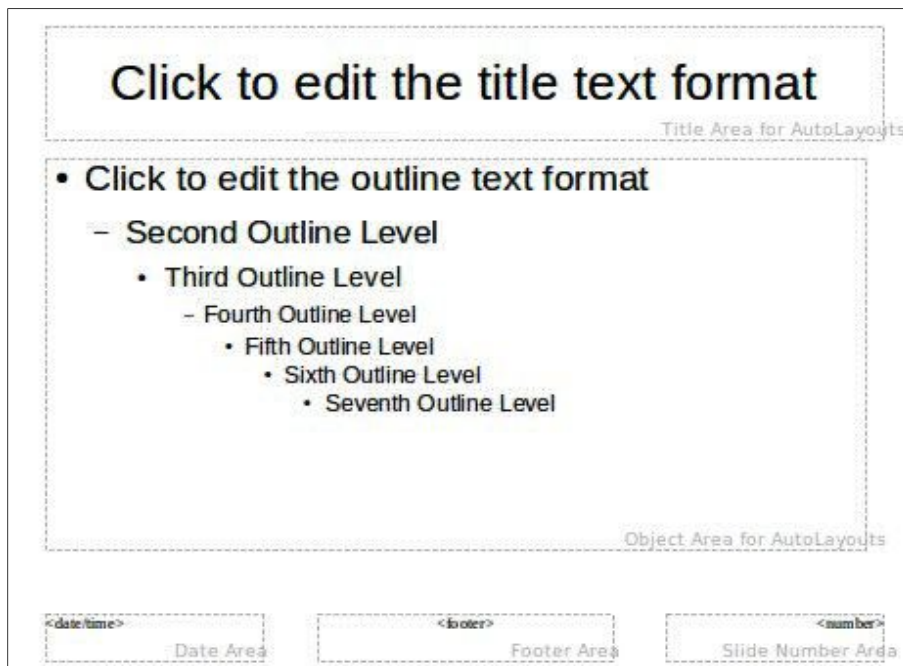 Click to edit the title text format
Title Area for AutoLayouts
• Click to edit the outline text format
– Second Outline Level
• Third Outline Level
– Fourth Outline Level
• Fifth Outline Level
• Sixth Outline Level
• Seventh Outline Level
Object Area for AutoLayouts
<date/time>
Date Area
<footer>
Footer Area
<number>
Slide Number Area